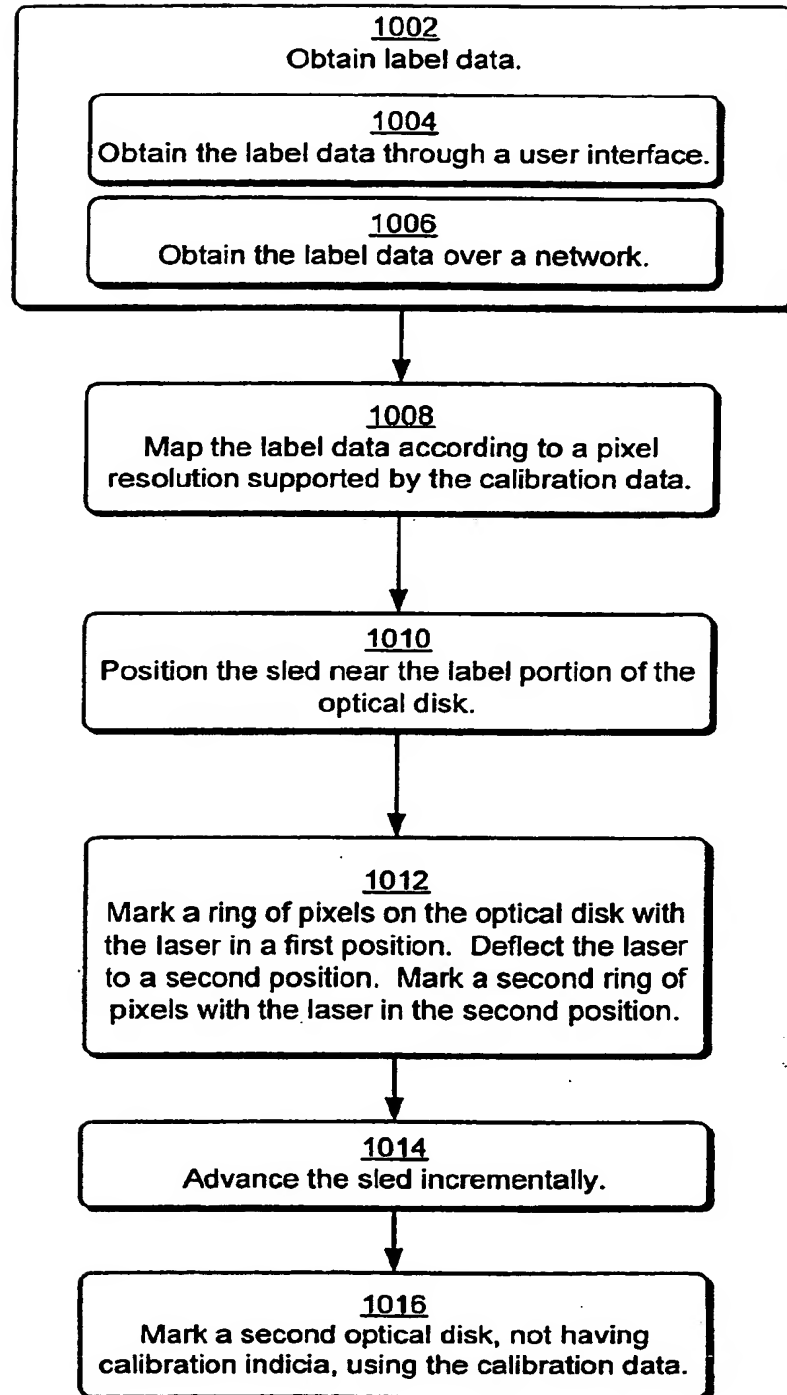 1002
Obtain label data.
1004
Obtain the label data through a user interface.
1006
Obtain the label data over a network.
1008
Map the label data according to a pixel
resolution supported by the calibration data.
1010
Position the sled near the label portion of the
optical disk.
1012
Mark a ring of pixels on the optical disk with
the laser in a first position. Deflect the laser
to a second position. Mark a second ring of
pixels with the laser in the second position.
1014
Advance the sled incrementally.
1016
Mark a second optical disk, not having
calibration indicia, using the calibration data.